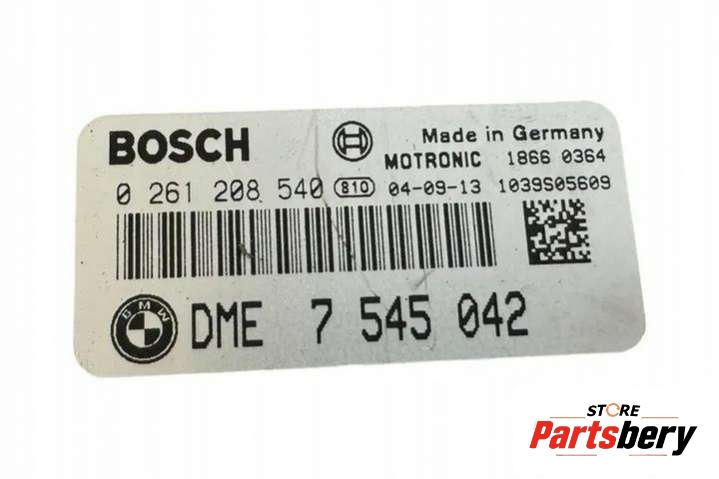 BOSCH
Made in Germany
MOTRONIC 1866 0364
0 261 208 540 810 04-09-13 1039S05609
BMW DME 7 545 042
STORE
Partsbery